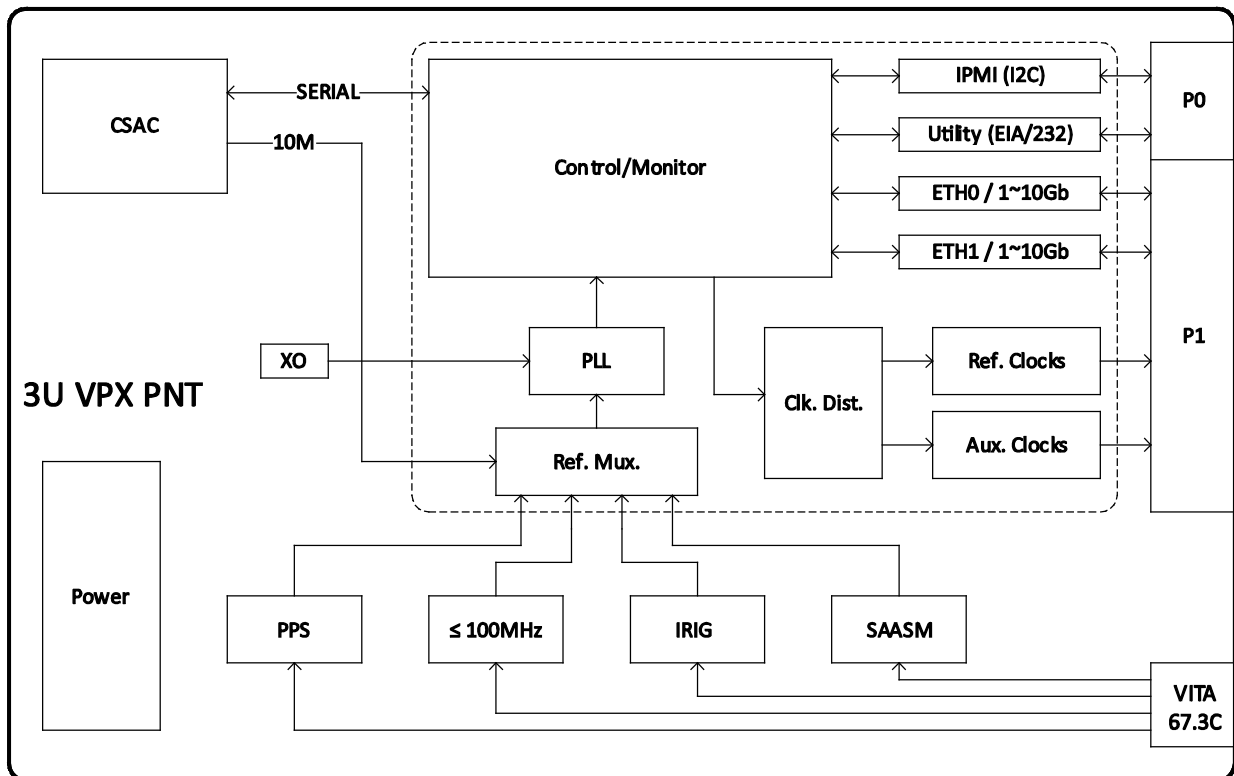 CSAC
SERIAL
10M
Control/Monitor
IPMI (I2C)
Utility (EIA/232)
ETH0 / 1~10Gb
ETH1 / 1~10Gb
P0
P1
XO
PLL
Ref. Mux.
Clk. Dist.
Ref. Clocks
Aux. Clocks
3U VPX PNT
Power
PPS
≤ 100MHz
IRIG
SAASM
VITA
67.3C